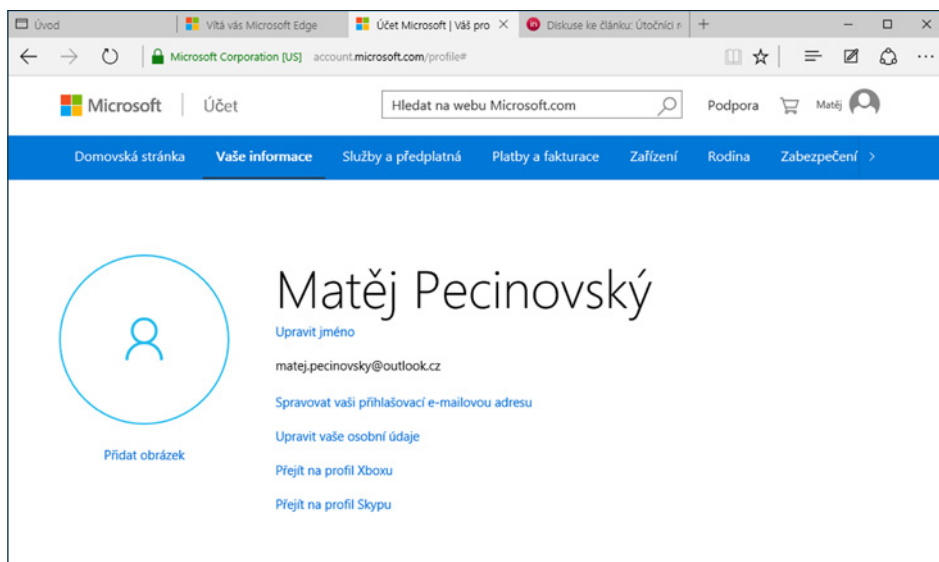 Úvod
Vítá vás Microsoft Edge
Účet Microsoft | Váš pro
Diskuse ke článku: Útočníci r
Microsoft Corporation [US] account.microsoft.com/profile#
Microsoft Účet Hledat na webu Microsoft.com Podpora Matěj
Domovská stránka Vaše informace Služby a předplatná Platby a fakturace Zařízení Rodina Zabezpečení
Matěj Pecinovský
Upravit jméno
matej.pecinovsky@outlook.cz
Spravovat vaši přihlašovací e-mailovou adresu
Upravit vaše osobní údaje
Přidat obrázek
Přejít na profil Xboxu
Přejít na profil Skypu